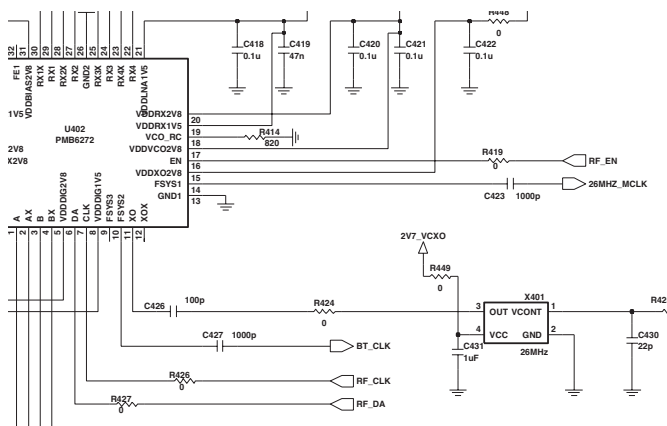 R448
0
C418
0.1u
C419
47n
C420
0.1u
C421
0.1u
C422
0.1u
32 31 30 29 28 27 26 25 24 23 22 21
FE1
VDDBIAS2V8
RX1X
RX1
RX2X
RX2
GND2
RX3X
RX3
RX4X
RX4
VDDLNA1V5
1V5
2V8
X2V8
U402
PMB6272
VDDRX2V8
20
VDDRX1V5
19
VCO_RC
18
VDDVCO2V8
17
EN
16
VDDXO2V8
15
FSYS1
14
GND1
13
R414
820
R419
0
RF_EN
C423 1000p
26MHZ_MCLK
A
AX
B
BX
VDDDIG2V8
DA
CLK
VDDDIG1V5
FSYS3
FSYS2
XO
XOX
1 2 3 4 5 6 7 8 9 10 11 12
2V7_VCXO
R449
0
C426
100p
R424
0
X401
3 OUT VCONT 1
4 VCC GND 2
26MHz
C431
1uF
R42
C430
22p
C427 1000p
BT_CLK
R426
0
RF_CLK
R427
0
RF_DA